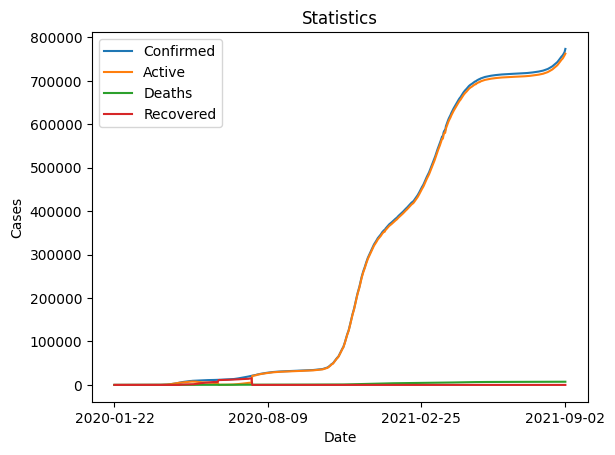 Statistics
Confirmed
Active
Deaths
Recovered
Cases
800000
700000
600000
500000
400000
300000
200000
100000
0
2020-01-22
2020-08-09
2021-02-25
2021-09-02
Date